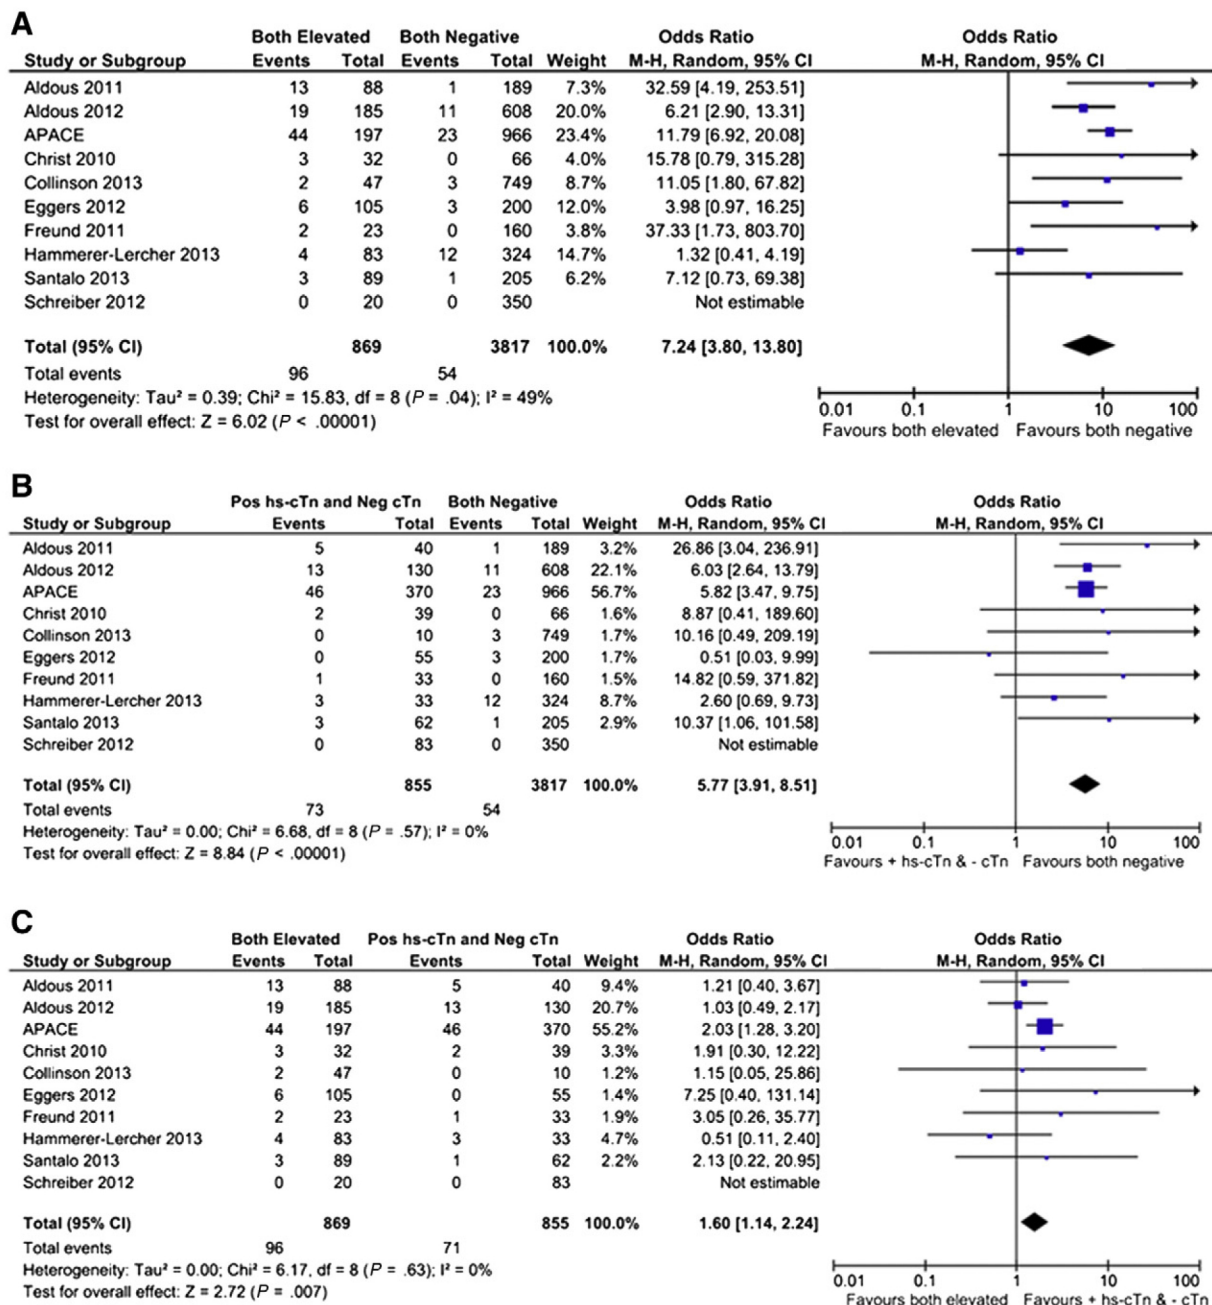 A
Both Elevated Both Negative Odds Ratio Odds Ratio
Study or Subgroup Events Total Events Total Weight M-H, Random, 95% CI M-H, Random, 95% CI
Aldous 2011 13 88 1 189 7.3% 32.59 [4.19, 253.51]
Aldous 2012 19 185 11 608 20.0% 6.21 [2.90, 13.31]
APACE 44 197 23 966 23.4% 11.79 [6.92, 20.08]
Christ 2010 3 32 0 66 4.0% 15.78 [0.79, 315.28]
Collinson 2013 2 47 3 749 8.7% 11.05 [1.80, 67.82]
Eggers 2012 6 105 3 200 12.0% 3.98 [0.97, 16.25]
Freund 2011 2 23 0 160 3.8% 37.33 [1.73, 803.70]
Hammerer-Lercher 2013 4 83 12 324 14.7% 1.32 [0.41, 4.19]
Santalo 2013 3 89 1 205 6.2% 7.12 [0.73, 69.38]
Schreiber 2012 0 20 0 350 Not estimable
Total (95% CI) 869 3817 100.0% 7.24 [3.80, 13.80]
Total events 96 54
Heterogeneity: Tau² = 0.39; Chi² = 15.83, df = 8 (P = .04); I² = 49%
Test for overall effect: Z = 6.02 (P < .00001)
0.01 0.1 1 10 100
Favours both elevated Favours both negative
B
Pos hs-cTn and Neg cTn Both Negative Odds Ratio Odds Ratio
Study or Subgroup Events Total Events Total Weight M-H, Random, 95% CI M-H, Random, 95% CI
Aldous 2011 5 40 1 189 3.2% 26.86 [3.04, 236.91]
Aldous 2012 13 130 11 608 22.1% 6.03 [2.64, 13.79]
APACE 46 370 23 966 56.7% 5.82 [3.47, 9.75]
Christ 2010 2 39 0 66 1.6% 8.87 [0.41, 189.60]
Collinson 2013 0 10 3 749 1.7% 10.16 [0.49, 209.19]
Eggers 2012 0 55 3 200 1.7% 0.51 [0.03, 9.99]
Freund 2011 1 33 0 160 1.5% 14.82 [0.59, 371.82]
Hammerer-Lercher 2013 3 33 12 324 8.7% 2.60 [0.69, 9.73]
Santalo 2013 3 62 1 205 2.9% 10.37 [1.06, 101.58]
Schreiber 2012 0 83 0 350 Not estimable
Total (95% CI) 855 3817 100.0% 5.77 [3.91, 8.51]
Total events 73 54
Heterogeneity: Tau² = 0.00; Chi² = 6.68, df = 8 (P = .57); I² = 0%
Test for overall effect: Z = 8.84 (P < .00001)
0.01 0.1 1 10 100
Favours + hs-cTn & - cTn Favours both negative
C
Both Elevated Pos hs-cTn and Neg cTn Odds Ratio Odds Ratio
Study or Subgroup Events Total Events Total Weight M-H, Random, 95% CI M-H, Random, 95% CI
Aldous 2011 13 88 5 40 9.4% 1.21 [0.40, 3.67]
Aldous 2012 19 185 13 130 20.7% 1.03 [0.49, 2.17]
APACE 44 197 46 370 55.2% 2.03 [1.28, 3.20]
Christ 2010 3 32 2 39 3.3% 1.91 [0.30, 12.22]
Collinson 2013 2 47 0 10 1.2% 1.15 [0.05, 25.86]
Eggers 2012 6 105 0 55 1.4% 7.25 [0.40, 131.14]
Freund 2011 2 23 1 33 1.9% 3.05 [0.26, 35.77]
Hammerer-Lercher 2013 4 83 3 33 4.7% 0.51 [0.11, 2.40]
Santalo 2013 3 89 1 62 2.2% 2.13 [0.22, 20.95]
Schreiber 2012 0 20 0 83 Not estimable
Total (95% CI) 869 855 100.0% 1.60 [1.14, 2.24]
Total events 96 71
Heterogeneity: Tau² = 0.00; Chi² = 6.17, df = 8 (P = .63); I² = 0%
Test for overall effect: Z = 2.72 (P = .007)
0.01 0.1 1 10 100
Favours both elevated Favours + hs-cTn & - cTn